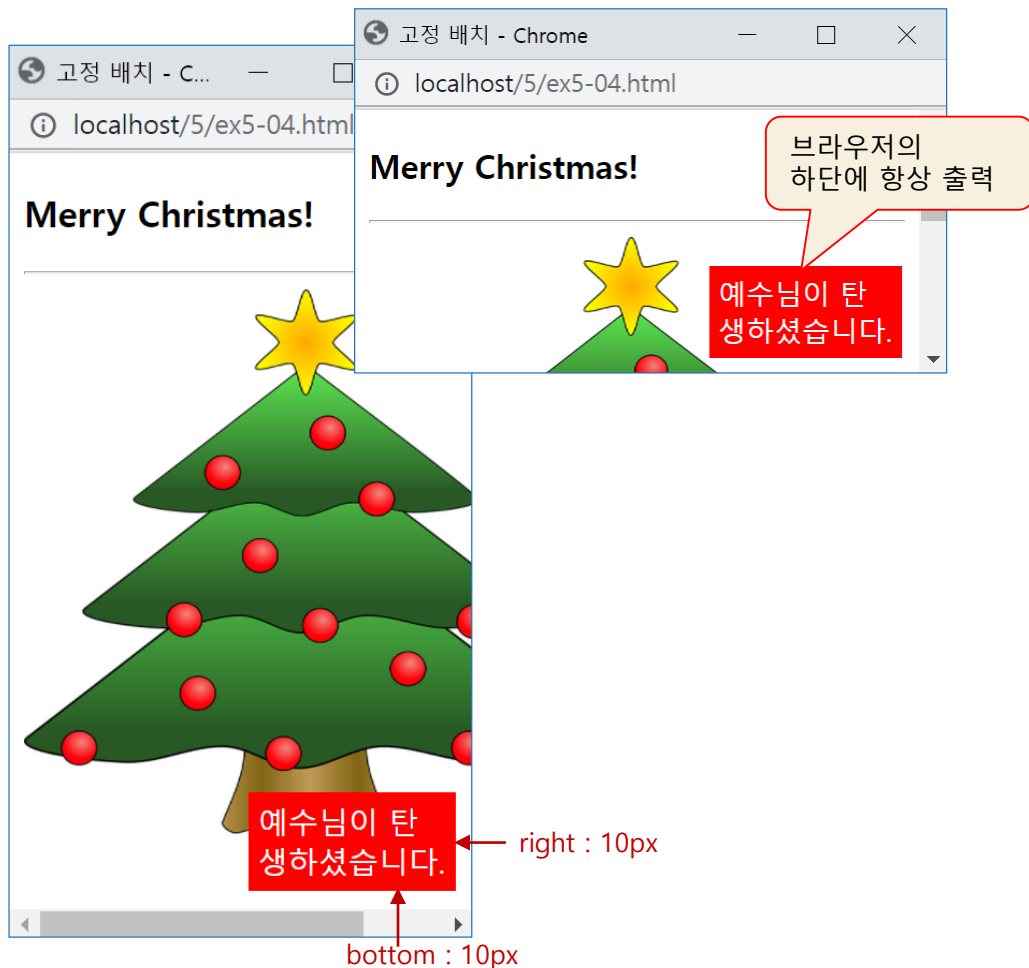 고정 배치 - C...
localhost/5/ex5-04.html
Merry Christmas!
예수님이 탄
생하셨습니다.
right : 10px
bottom : 10px
고정 배치 - Chrome
localhost/5/ex5-04.html
Merry Christmas!
브라우저의
하단에 항상 출력
예수님이 탄
생하셨습니다.